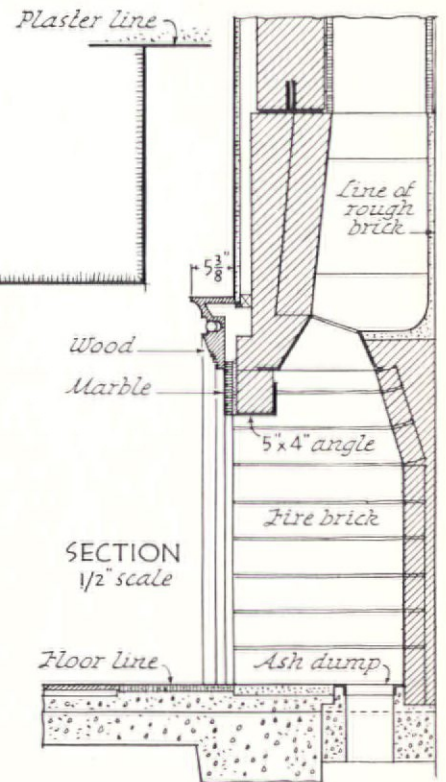 Plaster line
Line of
rough
brick
5 3/8"
Wood
Marble
5"x 4" angle
Fire brick
SECTION
1/2" scale
Floor line
Ash dump